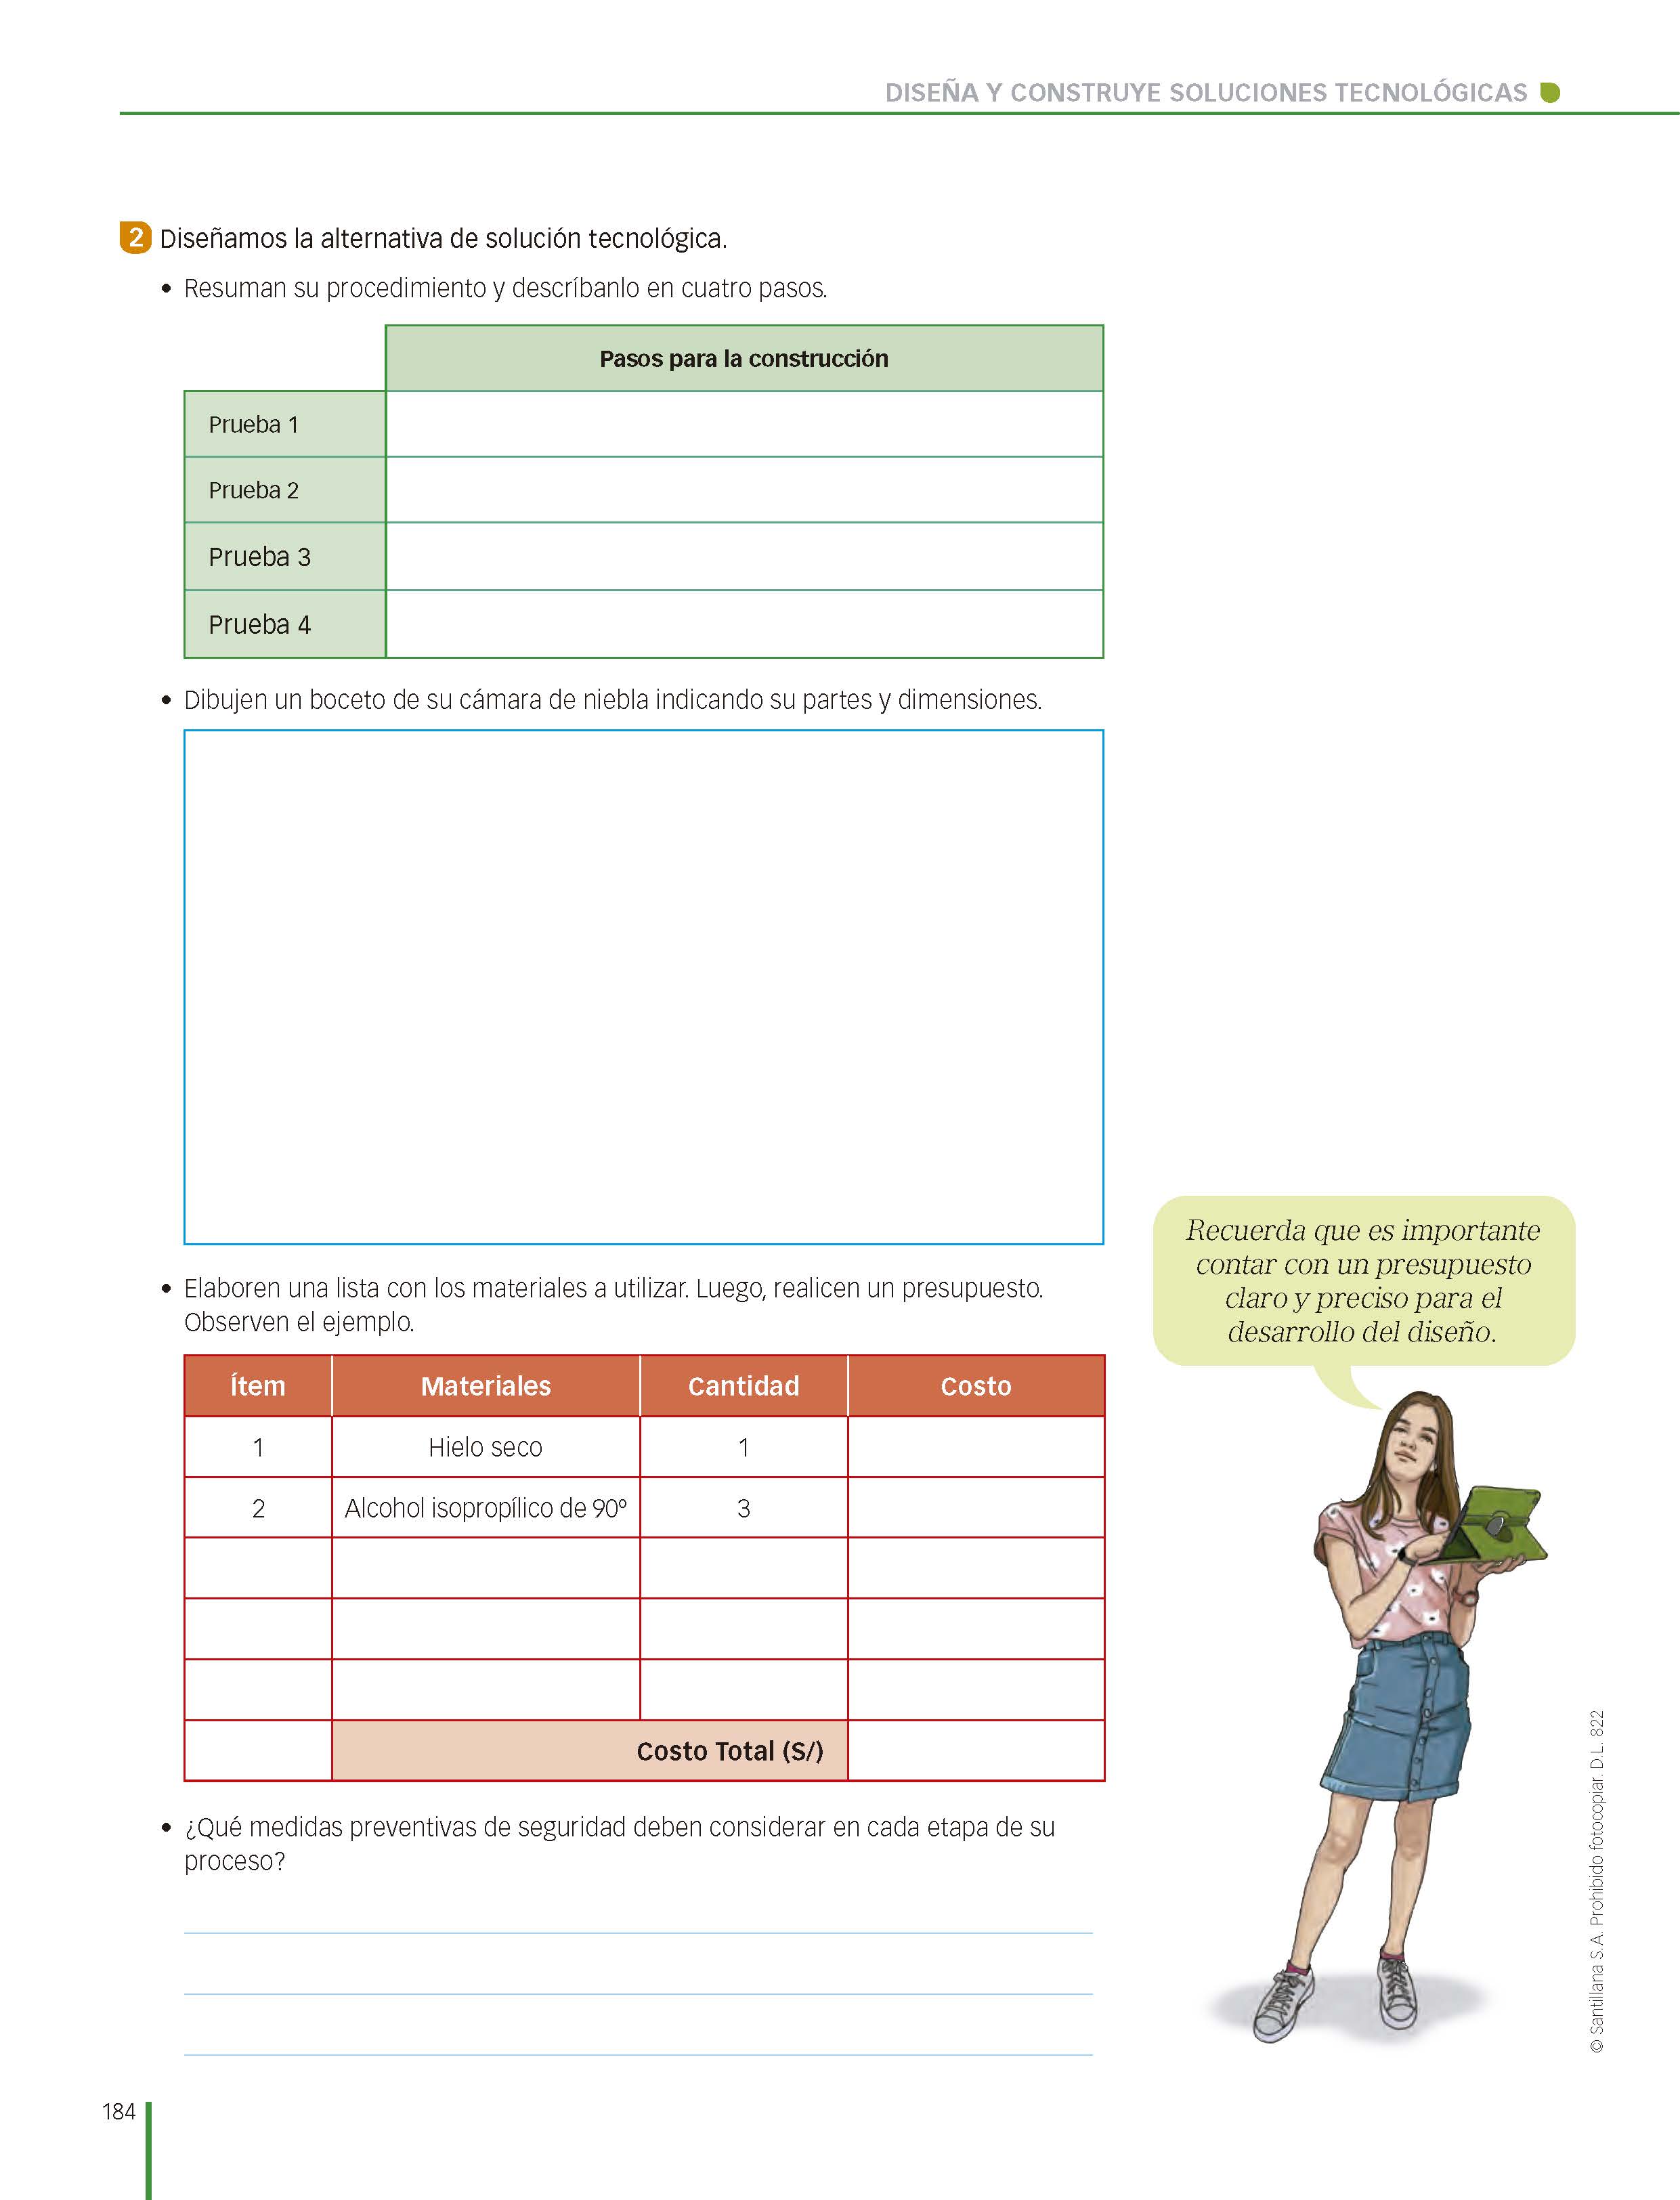 DISEÑA Y CONSTRUYE SOLUCIONES TECNOLÓGICAS
2 Diseñamos la alternativa de solución tecnológica.
• Resuman su procedimiento y descríbanlo en cuatro pasos.
Pasos para la construcción
Prueba 1
Prueba 2
Prueba 3
Prueba 4
• Dibujen un boceto de su cámara de niebla indicando su partes y dimensiones.
Recuerda que es importante
contar con un presupuesto
claro y preciso para el
desarrollo del diseño.
• Elaboren una lista con los materiales a utilizar. Luego, realicen un presupuesto.
Observen el ejemplo.
Ítem Materiales Cantidad Costo
1 Hielo seco 1
2 Alcohol isopropílico de 90º 3
Costo Total (S/)
• ¿Qué medidas preventivas de seguridad deben considerar en cada etapa de su
proceso?
© Santillana S.A. Prohibido fotocopiar. D.L. 822
184